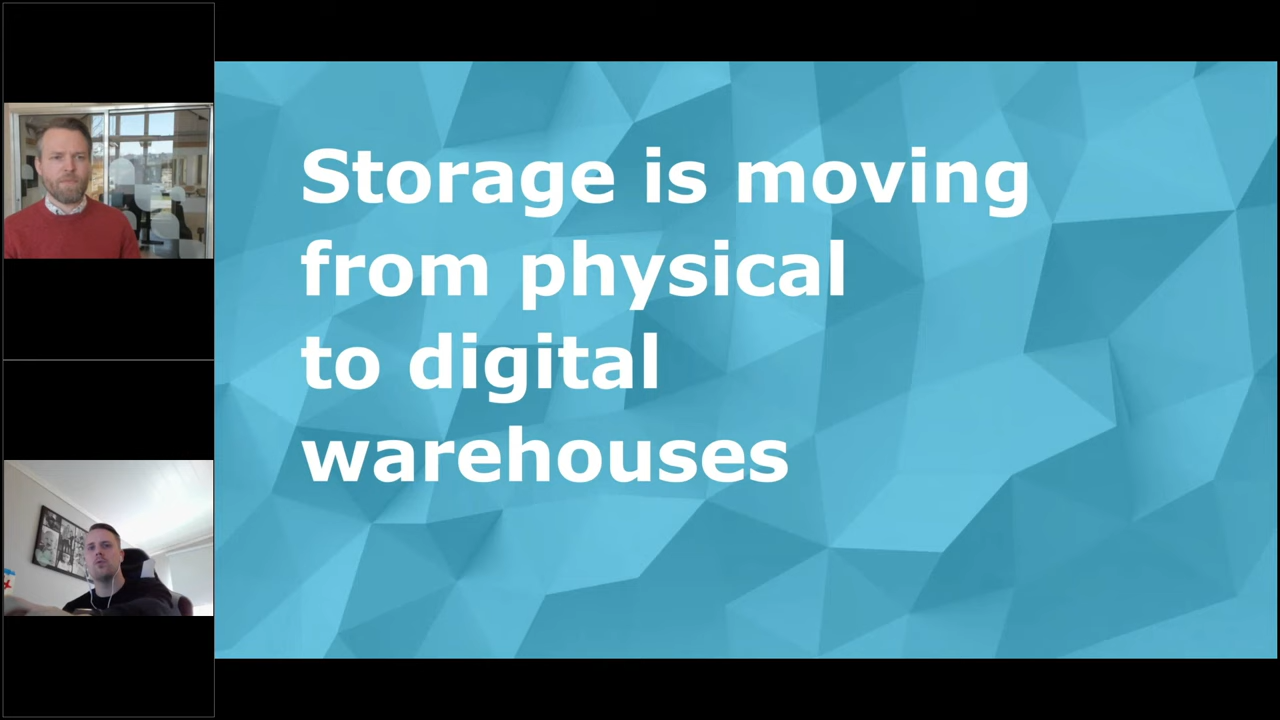 Storage is moving
from physical
to digital
warehouses